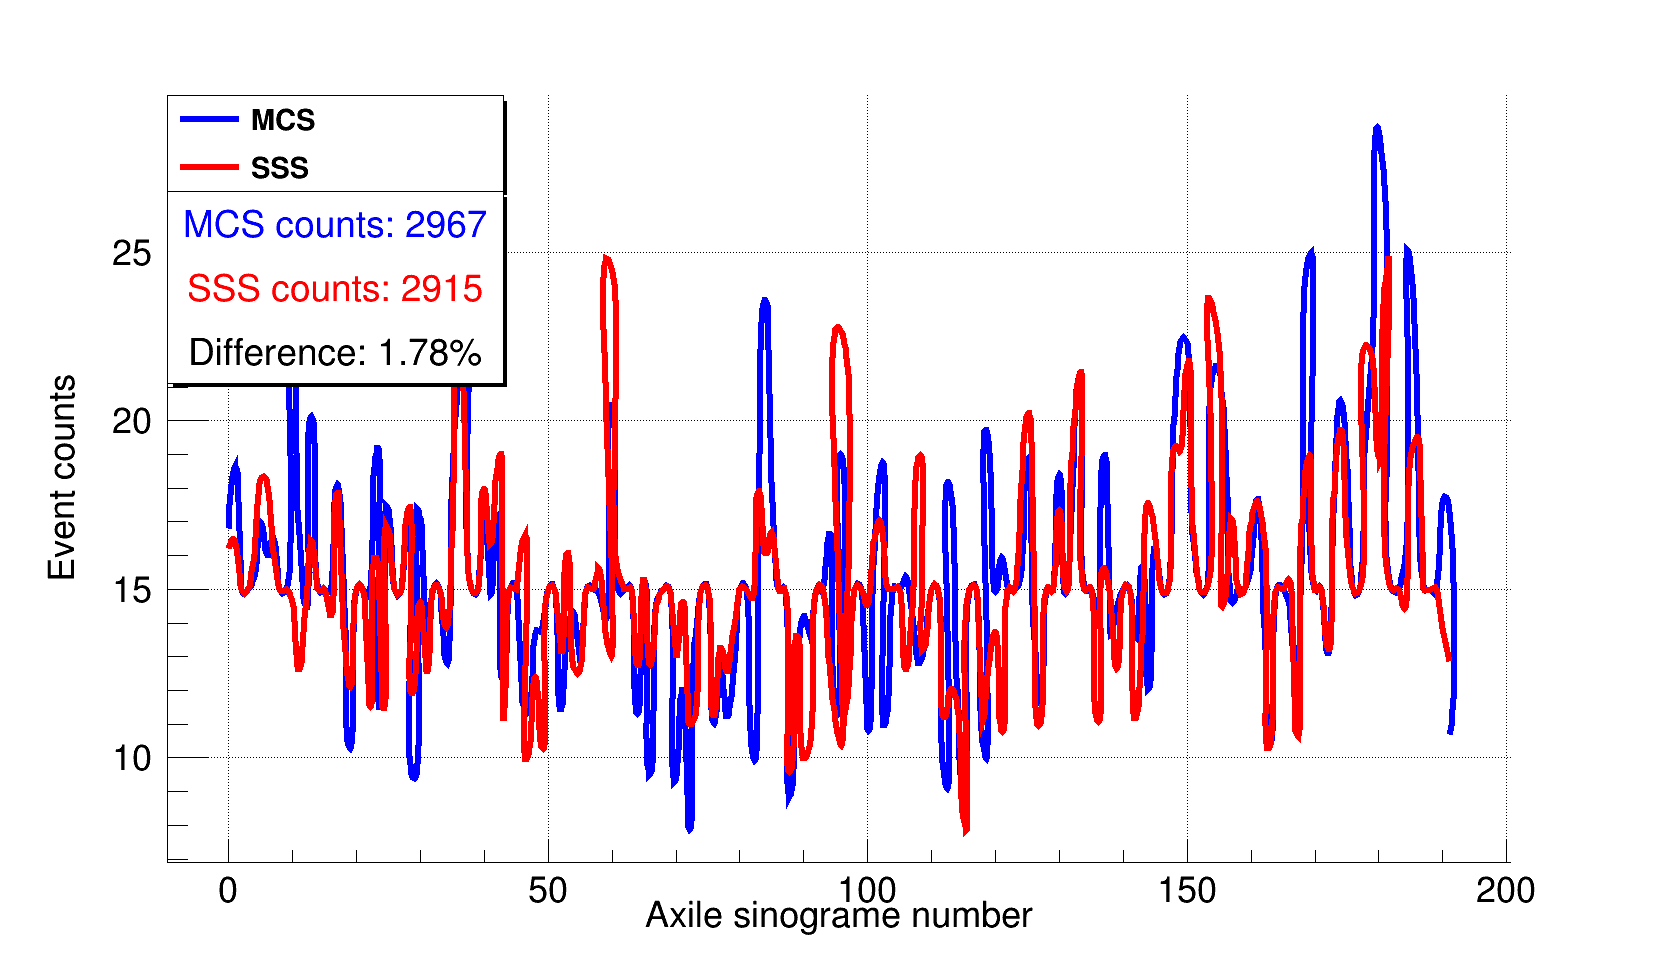 MCS
SSS
MCS counts: 2967
SSS counts: 2915
Difference: 1.78%
25
20
15
10
Event counts
0 50 100 150 200
Axile sinograme number